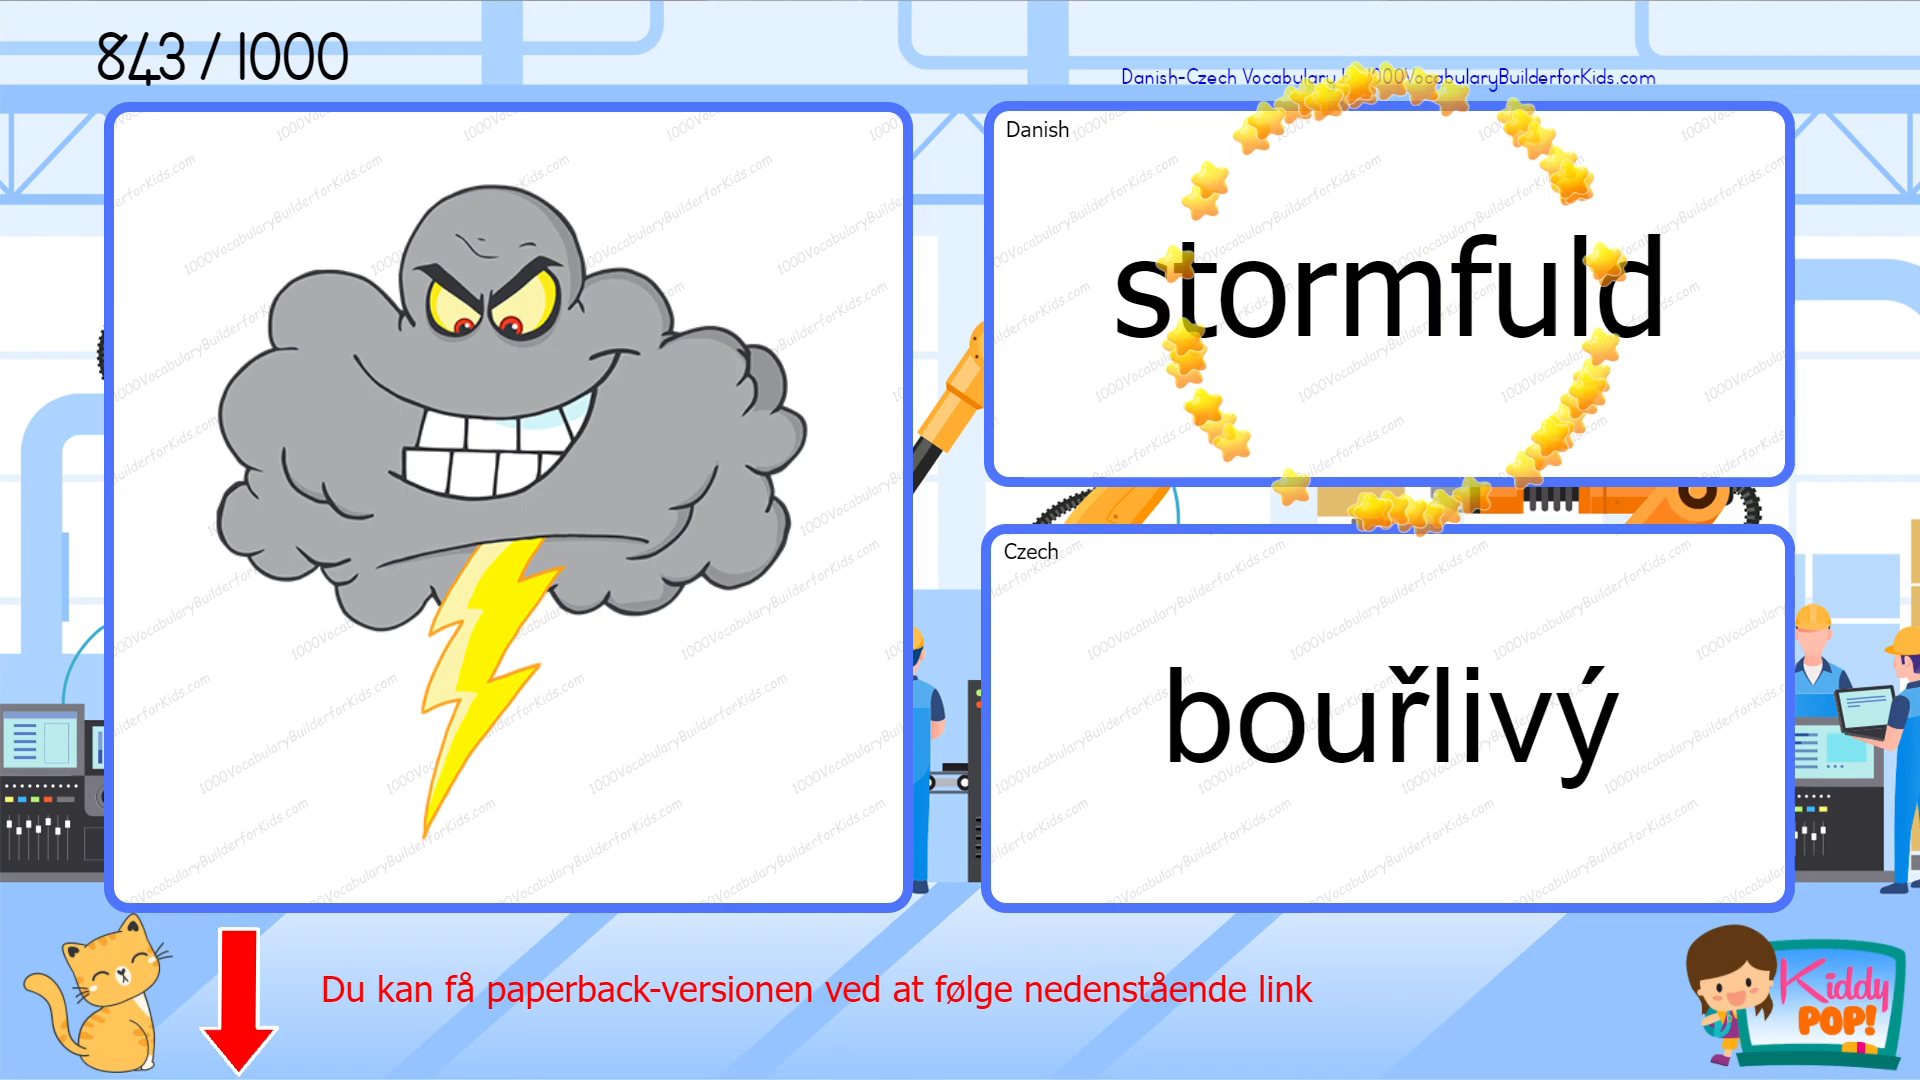 843 / 1000
Danish-Czech Vocabulary 1000VocabularyBuilderforKids.com
Danish
stormfuld
Czech
bouřlivý
Du kan få paperback-versionen ved at følge nedenstående link
Kiddy
POP!